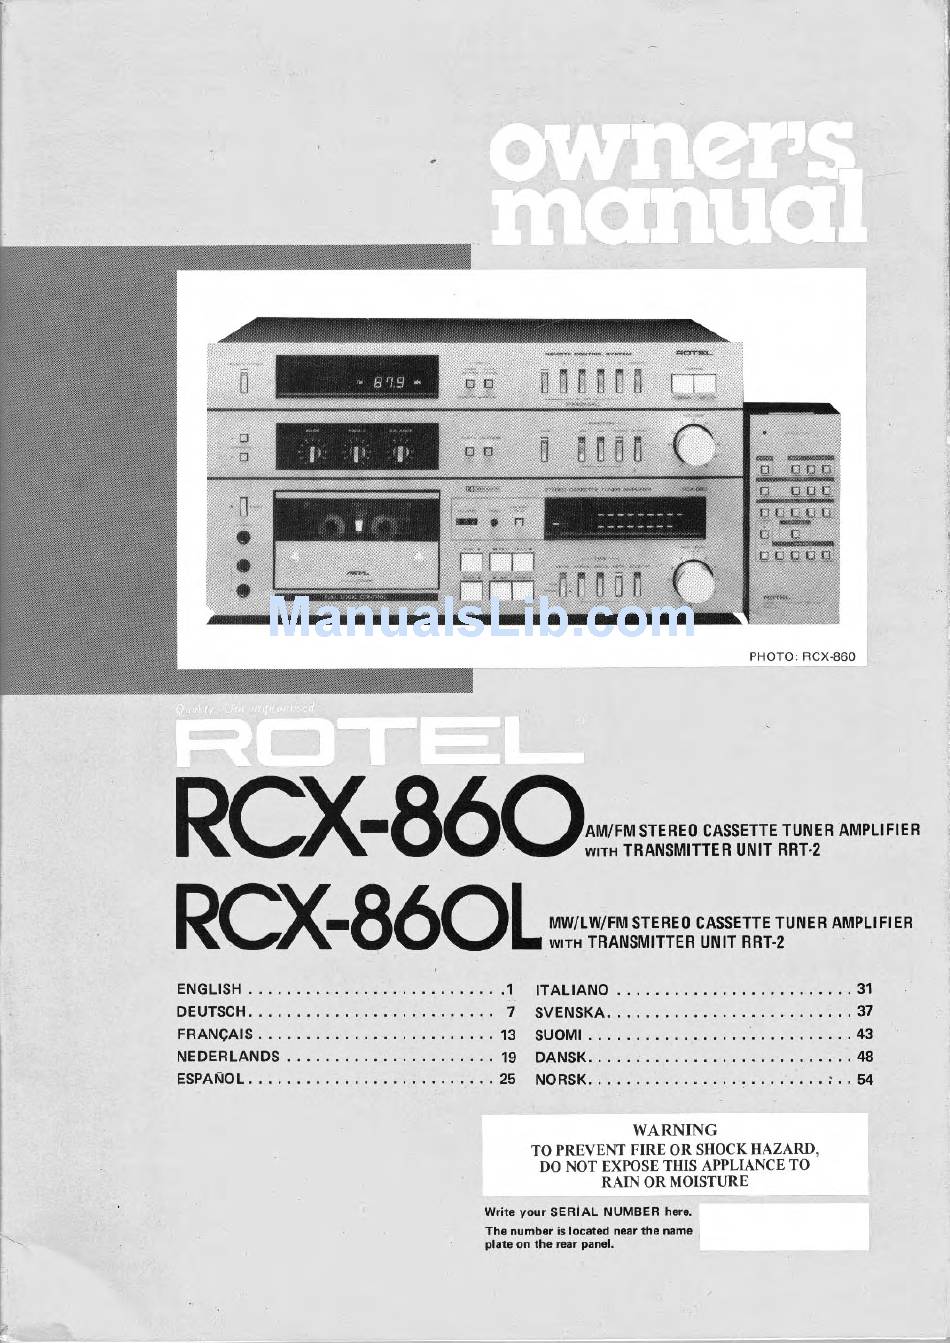 owner's
manual
ROTEL
87.9
ManualsLib.com
PHOTO: RCX-860
ROTEL
RCX-860 AM/FM STEREO CASSETTE TUNER AMPLIFIER
WITH TRANSMITTER UNIT RRT-2
RCX-860L MW/LW/FM STEREO CASSETTE TUNER AMPLIFIER
WITH TRANSMITTER UNIT RRT-2
ENGLISH . . . . . . . . . . . . . . . . . . . . . . . . . . .1
DEUTSCH. . . . . . . . . . . . . . . . . . . . . . . . . . 7
FRANÇAIS . . . . . . . . . . . . . . . . . . . . . . . . . 13
NEDERLANDS . . . . . . . . . . . . . . . . . . . . . . 19
ESPAÑOL. . . . . . . . . . . . . . . . . . . . . . . . . . 25
ITALIANO . . . . . . . . . . . . . . . . . . . . . . . . . 31
SVENSKA. . . . . . . . . . . . . . . . . . . . . . . . . . 37
SUOMI . . . . . . . . . . . . . . . . . . . . . . . . . . . . 43
DANSK. . . . . . . . . . . . . . . . . . . . . . . . . . . . 48
NORSK. . . . . . . . . . . . . . . . . . . . . . . . . . . . 54
WARNING
TO PREVENT FIRE OR SHOCK HAZARD,
DO NOT EXPOSE THIS APPLIANCE TO
RAIN OR MOISTURE
Write your SERIAL NUMBER here.
The number is located near the name
plate on the rear panel.